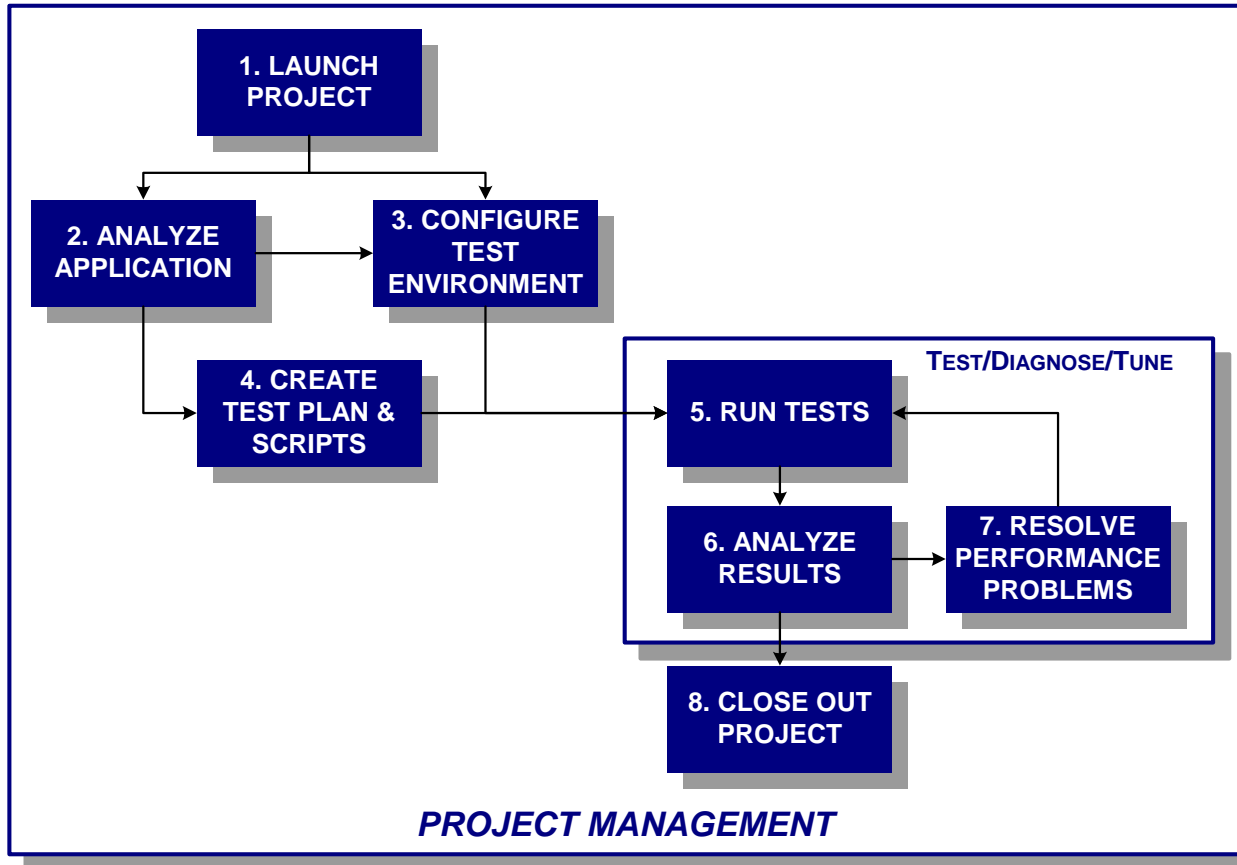 1. LAUNCH
PROJECT
2. ANALYZE
APPLICATION
3. CONFIGURE
TEST
ENVIRONMENT
4. CREATE
TEST PLAN &
SCRIPTS
TEST/DIAGNOSE/TUNE
5. RUN TESTS
6. ANALYZE
RESULTS
7. RESOLVE
PERFORMANCE
PROBLEMS
8. CLOSE OUT
PROJECT
PROJECT MANAGEMENT